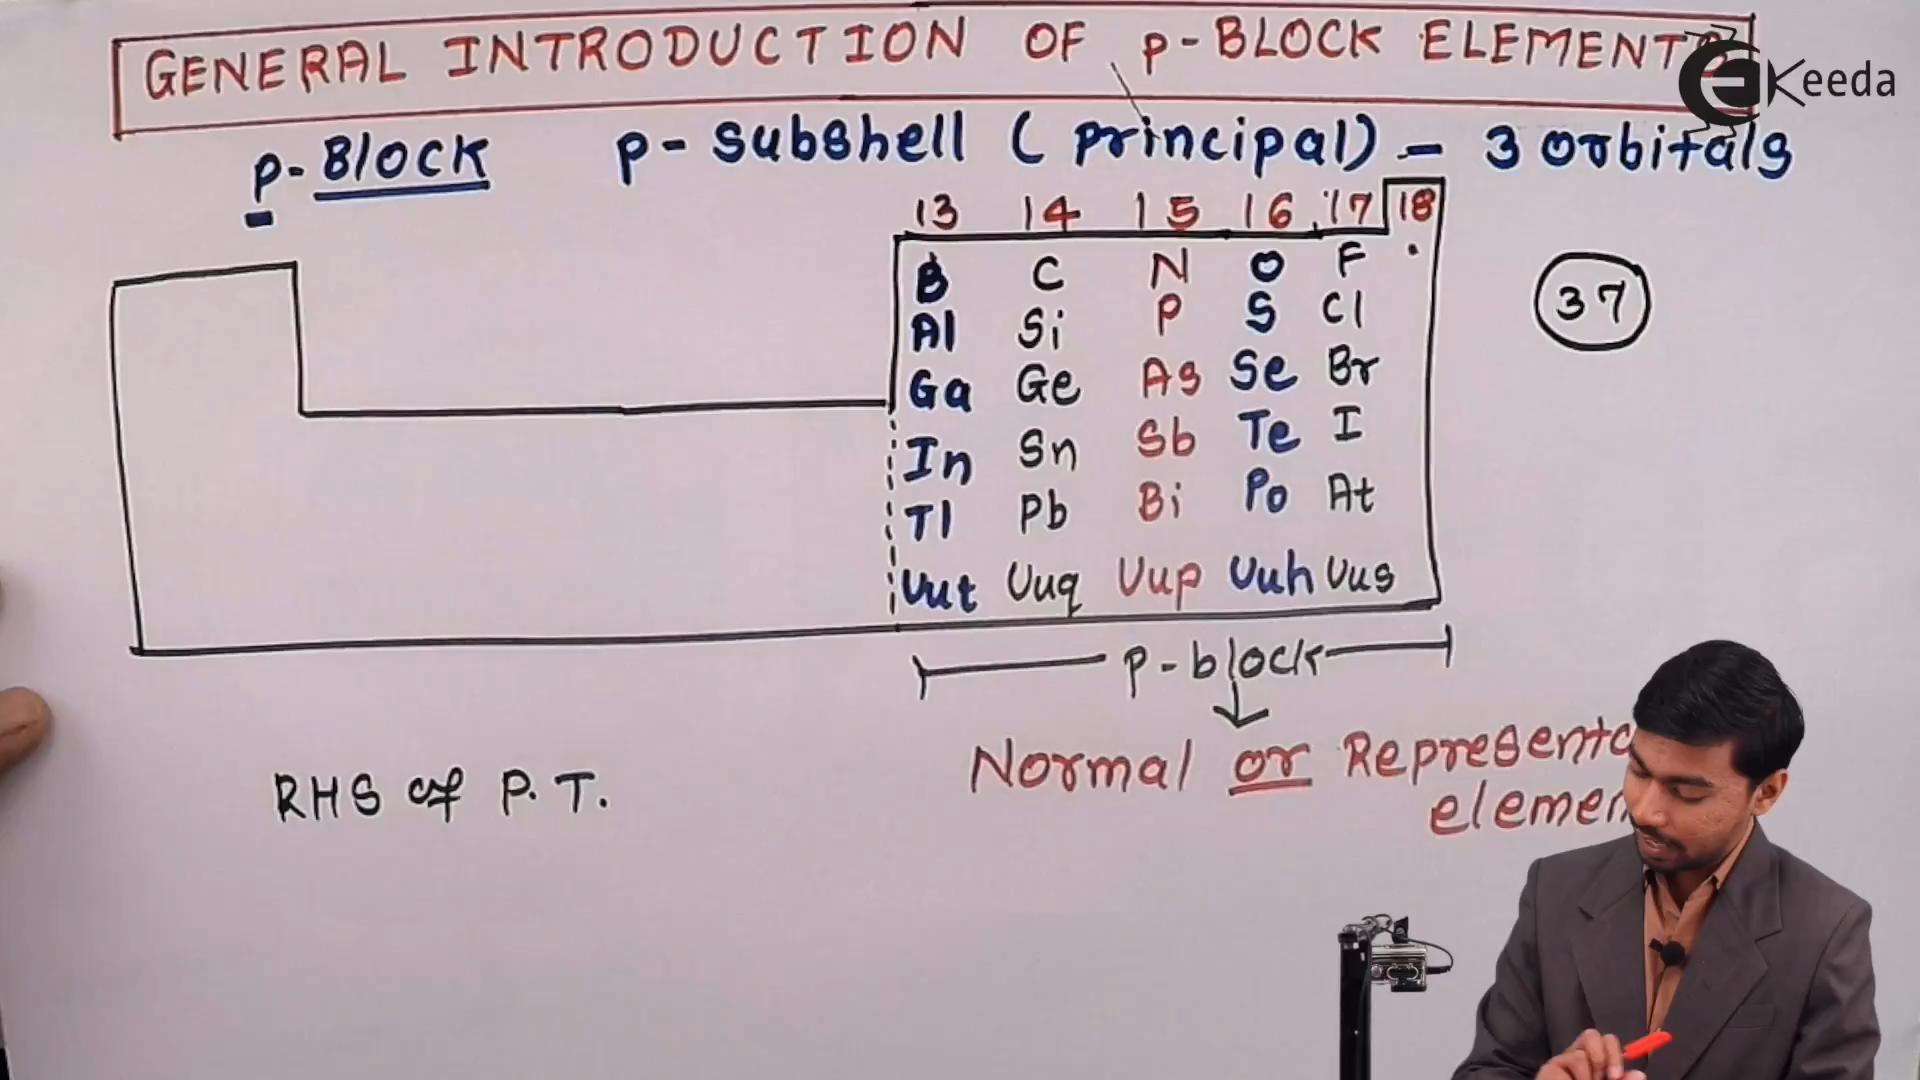 GENERAL INTRODUCTION OF p-BLOCK ELEMENTS
Keeda
p-BLOCK p-subshell (principal) - 3 orbitals
13 14 15 16 17 18
B C N O F
37
Al Si P S Cl
Ga Ge As Se Br
In Sn Sb Te I
Tl Pb Bi Po At
Uut Uuq Uup Uuh Uus
p-block
Normal or
RHS of P.T.